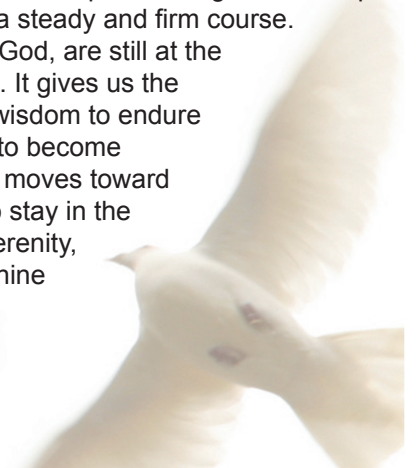 a steady and firm course.
God, are still at the
. It gives us the
wisdom to endure
to become
moves toward
stay in the
erenity,
nine